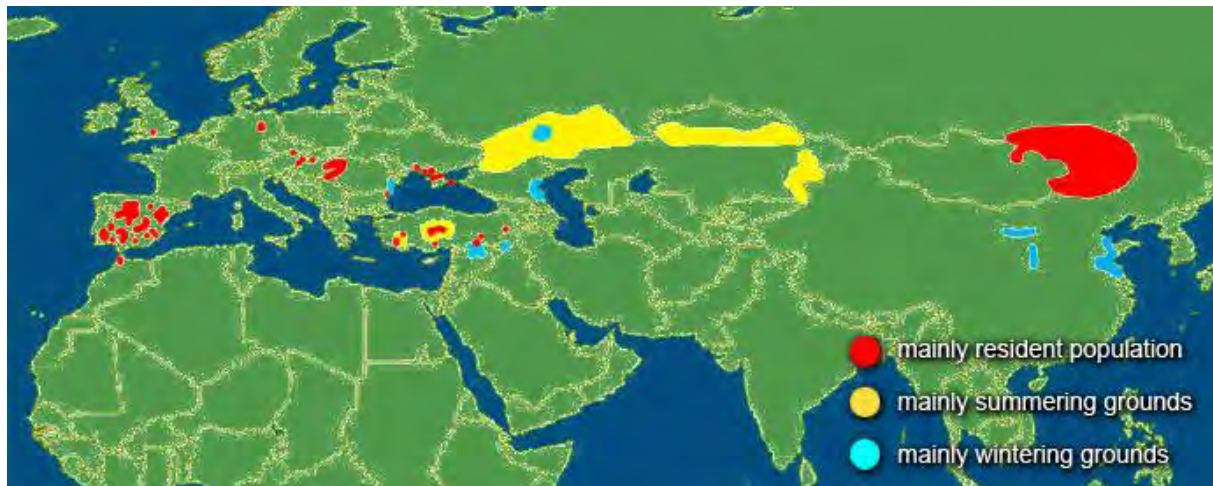 mainly resident population
mainly summering grounds
mainly wintering grounds